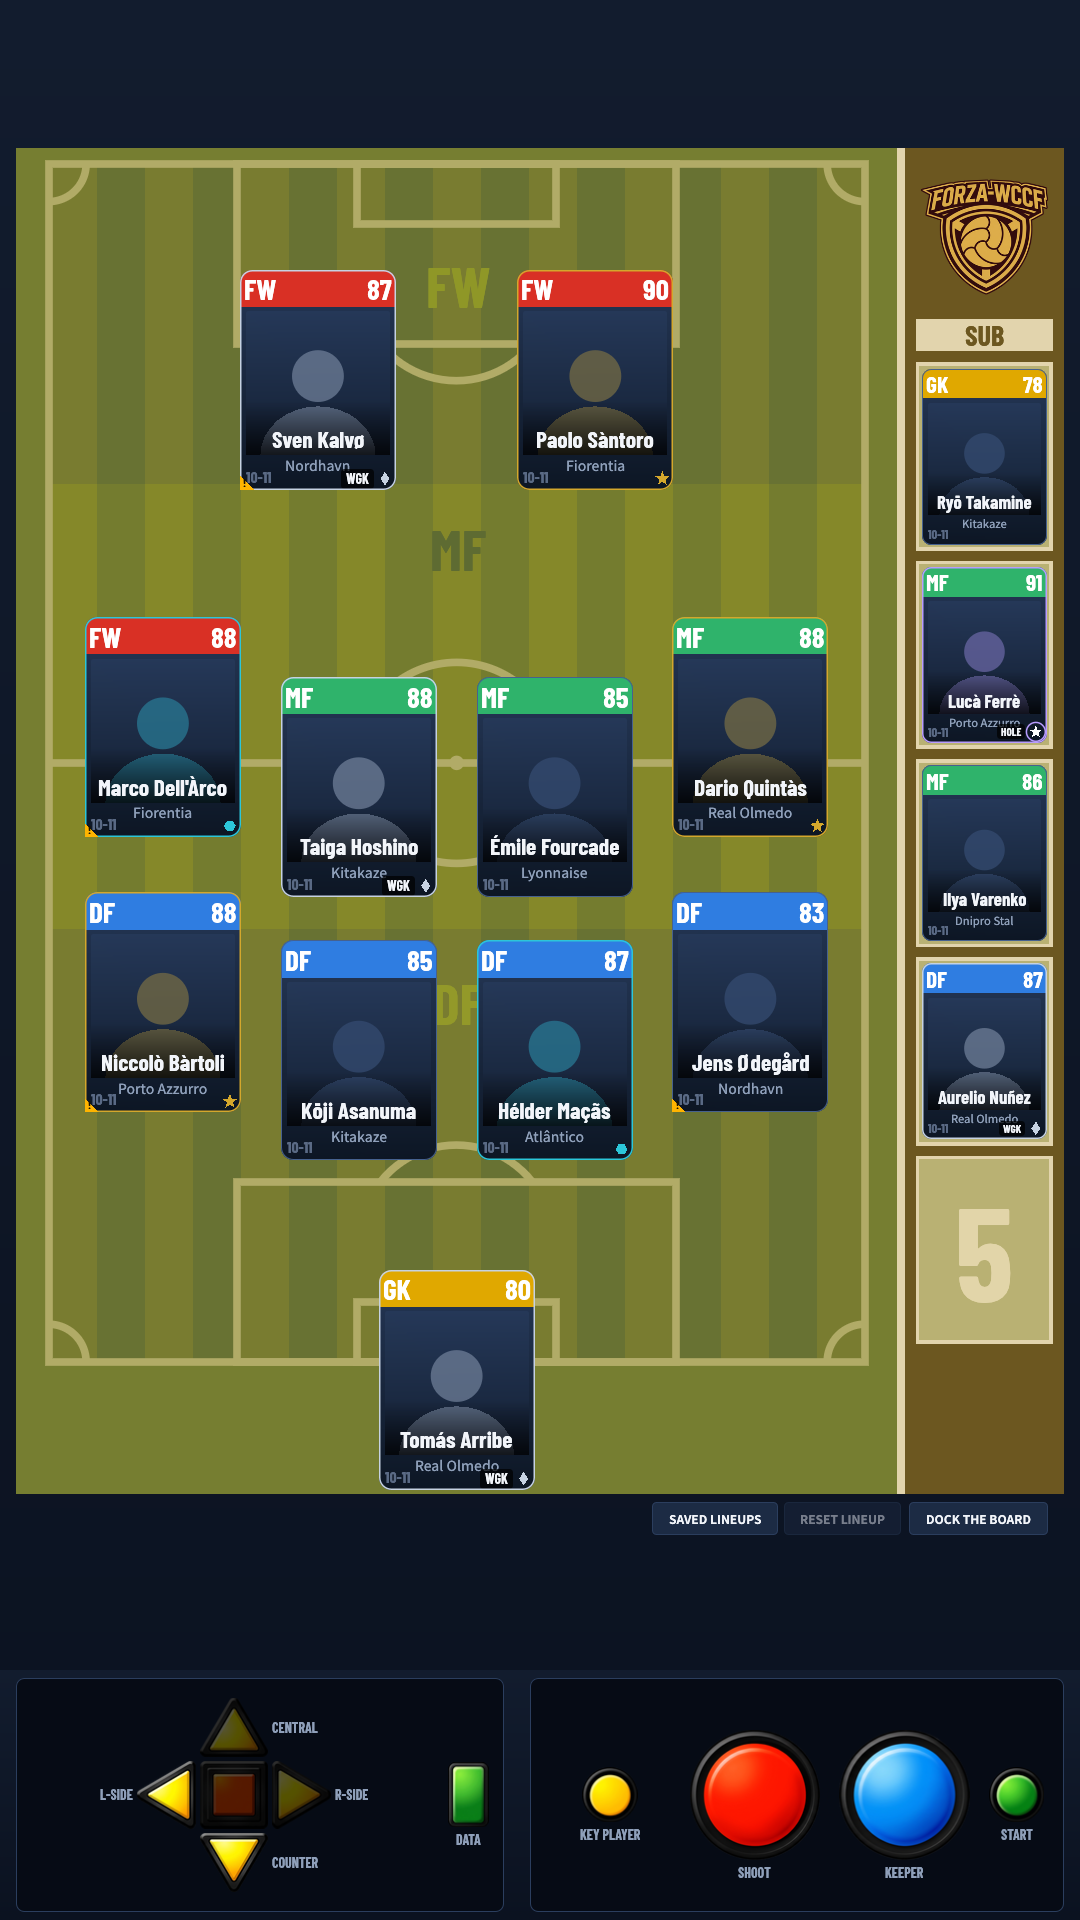 FORZA-WCCF
SUB
FW
FW 87
Sven Kalvø
Nordhavn
10-11 WGK
FW 90
Paolo Sàntoro
Fiorentia
10-11
GK 78
Ryō Takamine
Kitakaze
10-11
MF
MF 91
Lucà Ferrè
Porto Azzurro
10-11 HOLE
FW 88
Marco Dell'Àrco
Fiorentia
10-11
MF 88
Taiga Hoshino
Kitakaze
10-11 WGK
MF 85
Émile Fourcade
Lyonnaise
MF 88
Dario Quintàs
Real Olmedo
10-11
MF 86
Ilya Varenko
Dnipro Stal
10-11
DF
DF 88
Niccolò Bàrtoli
Porto Azzurro
10-11
DF 85
Kōji Asanuma
Kitakaze
10-11
DF 87
Hélder Maçãs
Atlântico
10-11
DF 83
Jens Ødegård
Nordhavn
10-11
DF 87
Aurelio Nuñez
Real Olmedo
10-11 WGK
5
GK 80
Tomás Arribe
Real Olmedo
10-11 WGK
SAVED LINEUPS
RESET LINEUP
DOCK THE BOARD
CENTRAL
L-SIDE
R-SIDE
COUNTER
DATA
KEY PLAYER
SHOOT
KEEPER
START